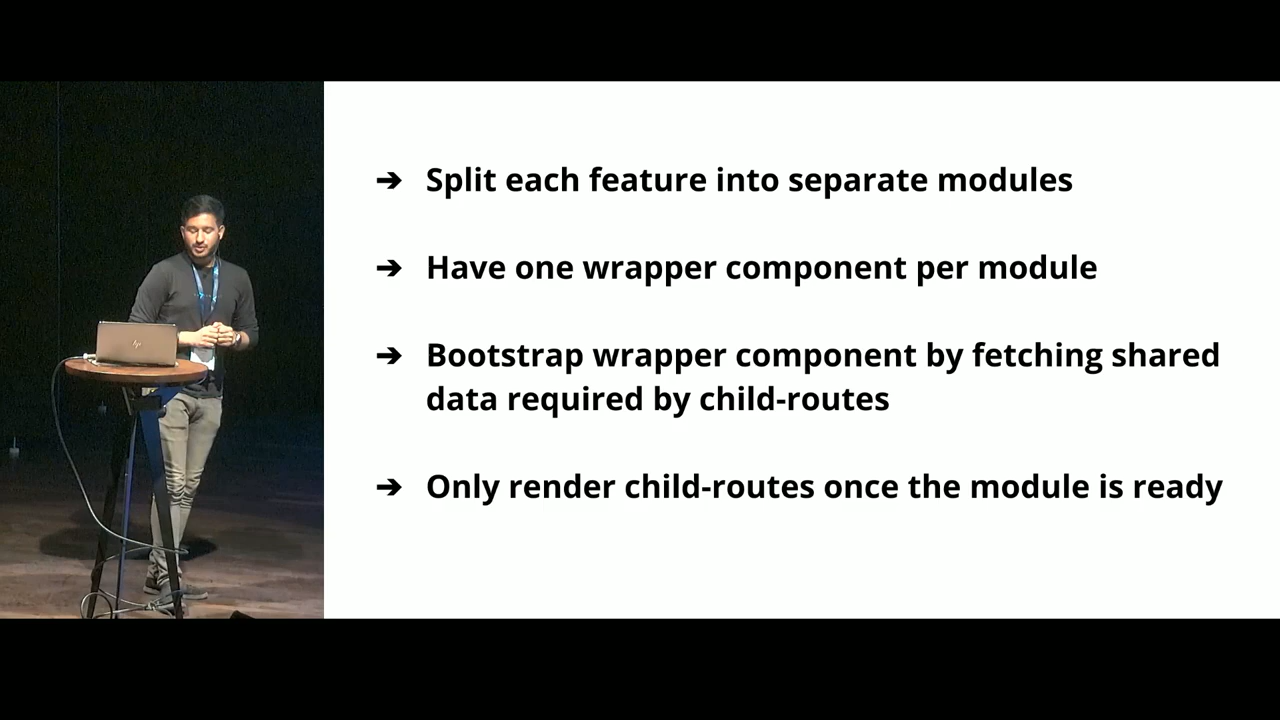 ➔ Split each feature into separate modules
➔ Have one wrapper component per module
➔ Bootstrap wrapper component by fetching shared
data required by child-routes
➔ Only render child-routes once the module is ready
hp